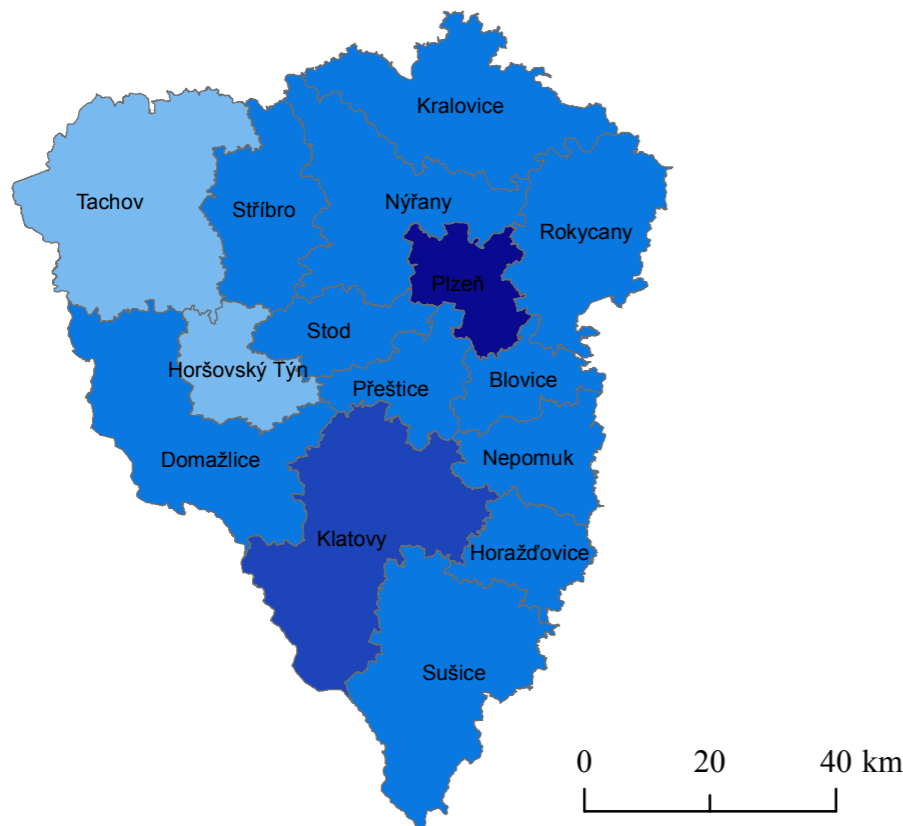 Kralovice
Tachov
Stříbro
Nýřany
Rokycany
Plzeň
Stod
Horšovský Týn
Přeštice
Blovice
Domažlice
Nepomuk
Klatovy
Horažďovice
Sušice
0 20 40 km